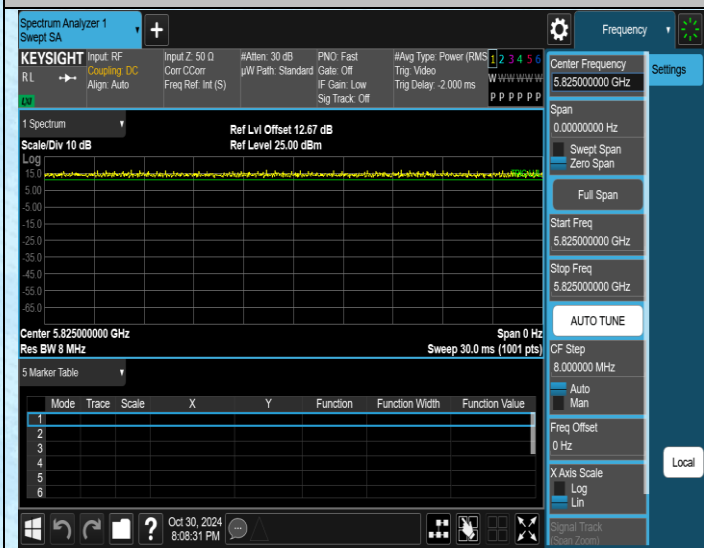 Spectrum Analyzer 1
Swept SA
Frequency
KEYSIGHT
RL
LXI
Input: RF
Coupling: DC
Align: Auto
Input Z: 50 Ω
Corr CCorr
Freq Ref: Int (S)
#Atten: 30 dB
µW Path: Standard
PNO: Fast
Gate: Off
IF Gain: Low
Sig Track: Off
#Avg Type: Power (RMS
Trig: Video
Trig Delay: -2.000 ms
1 2 3 4 5 6
W W W W W W
P P P P P P
1 Spectrum
Scale/Div 10 dB
Ref Lvl Offset 12.67 dB
Ref Level 25.00 dBm
Log
15.0
5.00
-5.00
-15.0
-25.0
-35.0
-45.0
-55.0
-65.0
Center 5.825000000 GHz
Span 0 Hz
Res BW 8 MHz
Sweep 30.0 ms (1001 pts)
5 Marker Table
Mode Trace Scale X Y Function Function Width Function Value
1
2
3
4
5
6
Oct 30, 2024
8:08:31 PM
Center Frequency
5.825000000 GHz
Settings
Span
0.00000000 Hz
Swept Span
Zero Span
Full Span
Start Freq
5.825000000 GHz
Stop Freq
5.825000000 GHz
AUTO TUNE
CF Step
8.000000 MHz
Auto
Man
Freq Offset
0 Hz
X Axis Scale
Log
Lin
Local
Signal Track
(Span Zoom)